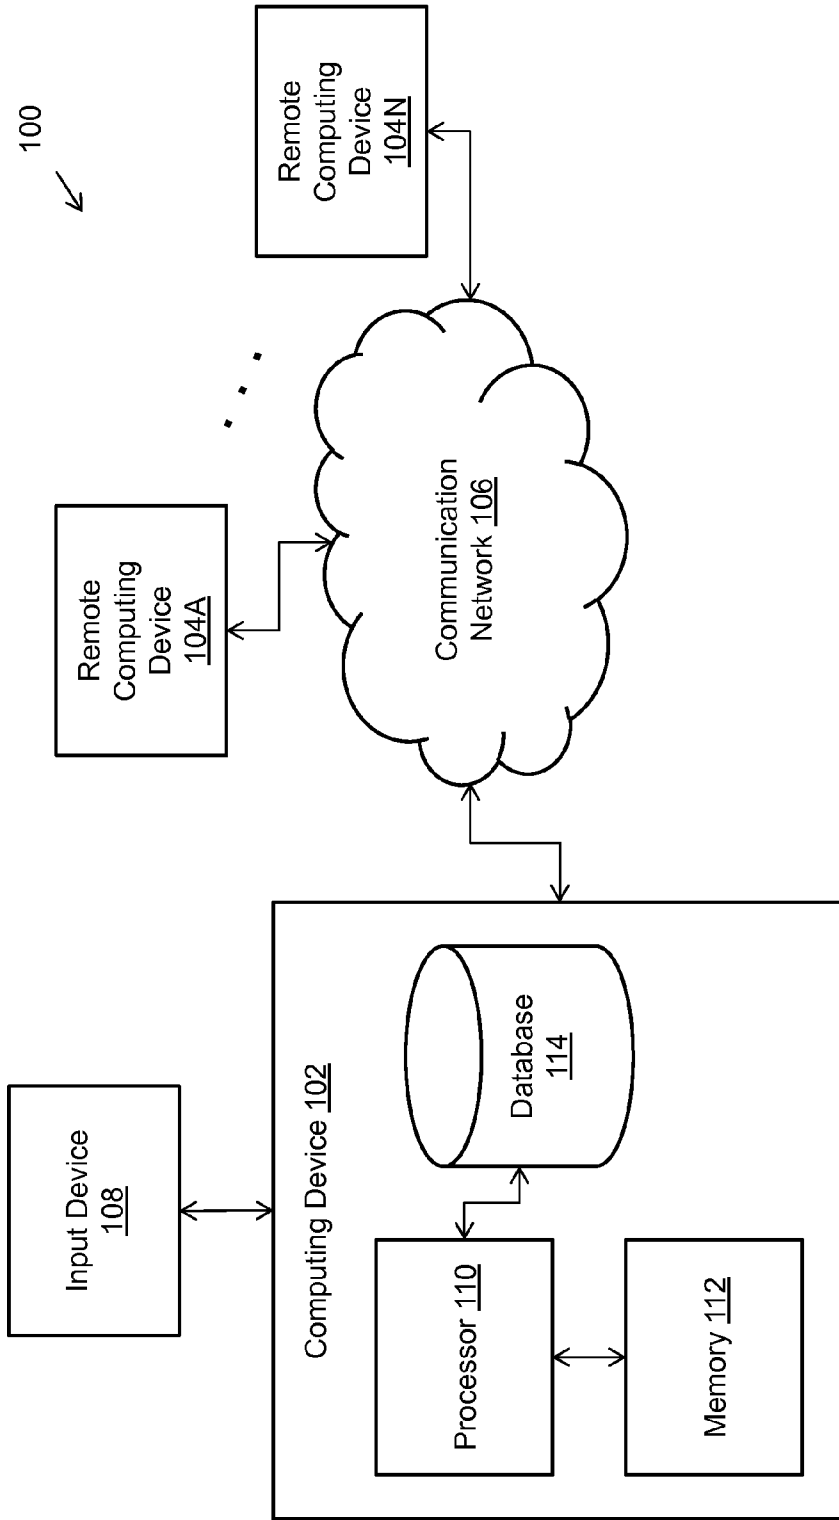 100
Input Device
108
Remote
Computing
Device
104A
Remote
Computing
Device
104N
Computing Device 102
Processor 110
Database
114
Memory 112
Communication
Network 106